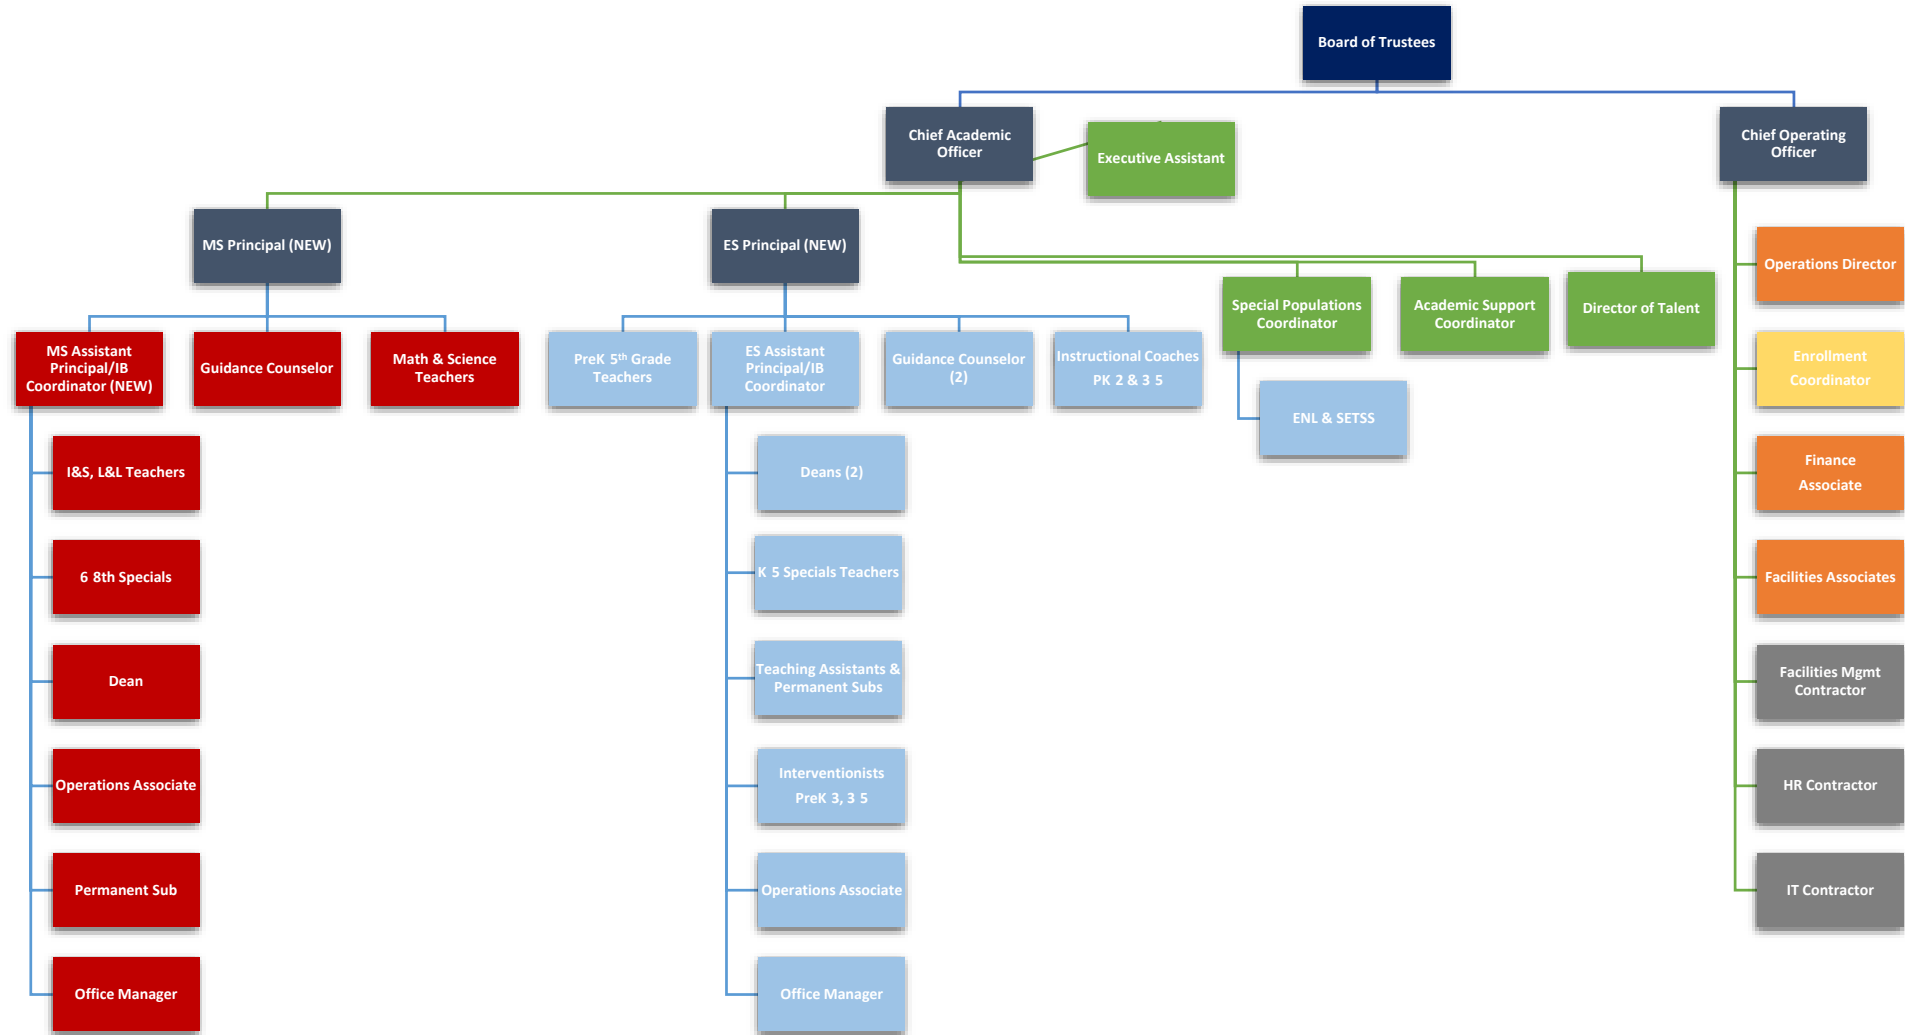 Board of Trustees
Chief Academic
Officer
Executive Assistant
Chief Operating
Officer
MS Principal (NEW)
ES Principal (NEW)
Operations Director
Special Populations
Coordinator
Academic Support
Coordinator
Director of Talent
MS Assistant
Principal/IB
Coordinator (NEW)
Guidance Counselor
Math & Science
Teachers
PreK 5th Grade
Teachers
ES Assistant
Principal/IB
Coordinator
Guidance Counselor
(2)
Instructional Coaches
PK 2 & 3 5
Enrollment
Coordinator
ENL & SETSS
I&S, L&L Teachers
Deans (2)
Finance
Associate
6 8th Specials
K 5 Specials Teachers
Facilities Associates
Dean
Teaching Assistants &
Permanent Subs
Facilities Mgmt
Contractor
Operations Associate
Interventionists
PreK 3, 3 5
HR Contractor
Permanent Sub
Operations Associate
IT Contractor
Office Manager
Office Manager